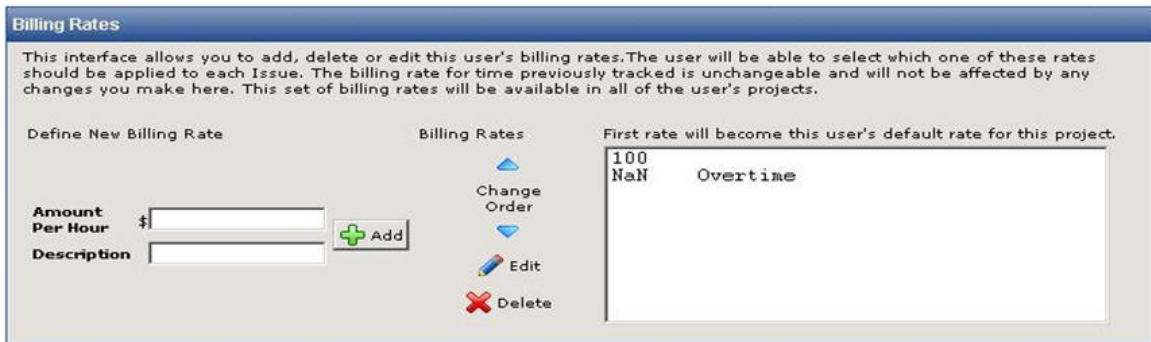 Billing Rates
This interface allows you to add, delete or edit this user's billing rates.The user will be able to select which one of these rates
should be applied to each Issue. The billing rate for time previously tracked is unchangeable and will not be affected by any
changes you make here. This set of billing rates will be available in all of the user's projects.
Define New Billing Rate
Billing Rates
First rate will become this user's default rate for this project.
Amount
Per Hour
$
Add
Description
Change
Order
Edit
Delete
100
NaN Overtime